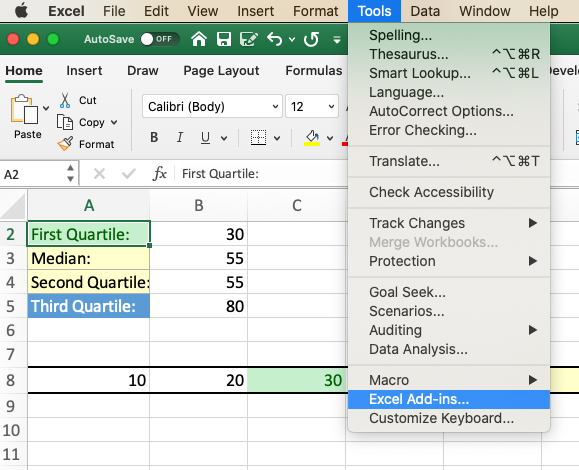 Excel File Edit View Insert Format Tools Data Window Help
AutoSave OFF
Home Insert Draw Page Layout Formulas
Paste
Cut
Copy
Format
Calibri (Body) 12
B I U
A2 fx First Quartile:
A B C
2 First Quartile: 30
3 Median: 55
4 Second Quartile: 55
5 Third Quartile: 80
6
7
8 10 20 30
9
10
11
Spelling...
Thesaurus... ^⌥⌘R
Smart Lookup... ^⌥⌘L
Language...
AutoCorrect Options...
Error Checking...
Translate... ^⌥⌘T
Check Accessibility
Track Changes
Merge Workbooks...
Protection
Goal Seek...
Scenarios...
Auditing
Data Analysis...
Macro
Excel Add-ins...
Customize Keyboard...